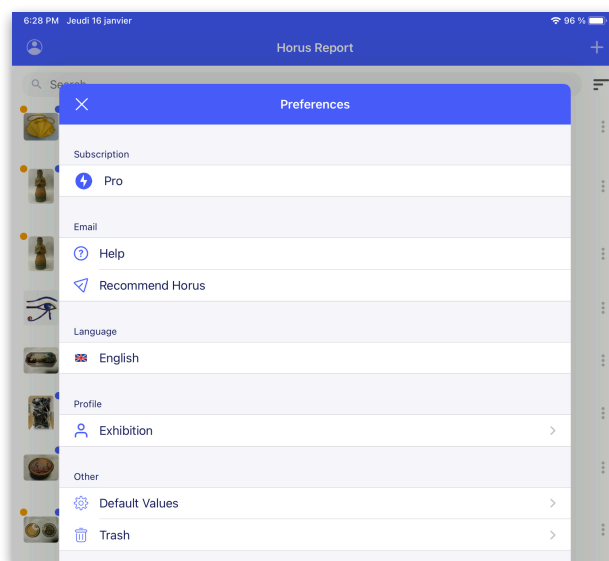 6:28 PM Jeudi 16 janvier 96 %
Horus Report
Search
Preferences
Subscription
Pro
Email
Help
Recommend Horus
Language
English
Profile
Exhibition
Other
Default Values
Trash